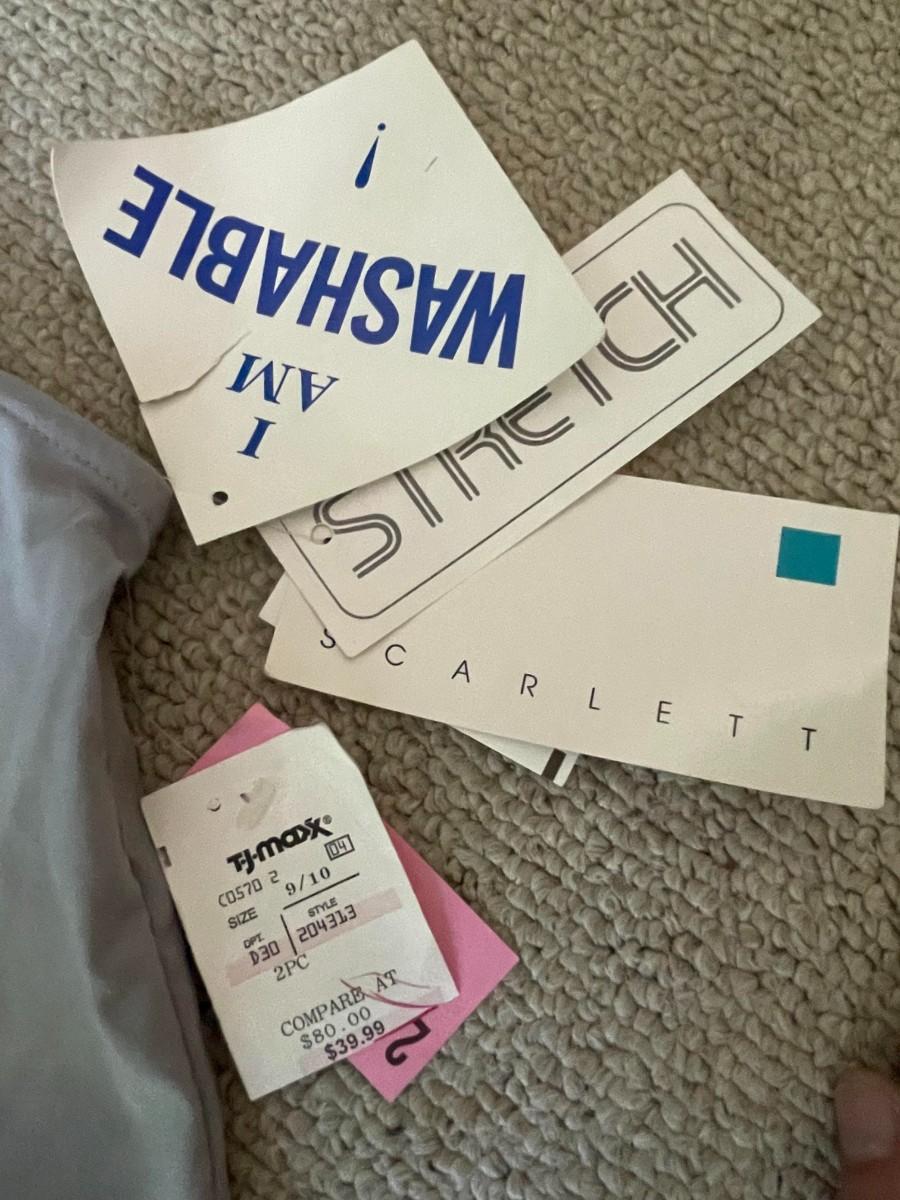 I
AM
WASHABLE
!
STRETCH
SCARLETT
T·J·maxx®
04
C0570 2
SIZE 9/10
DPT. STYLE
D30 204313
2PC
COMPARE AT
$80.00
$39.99
2